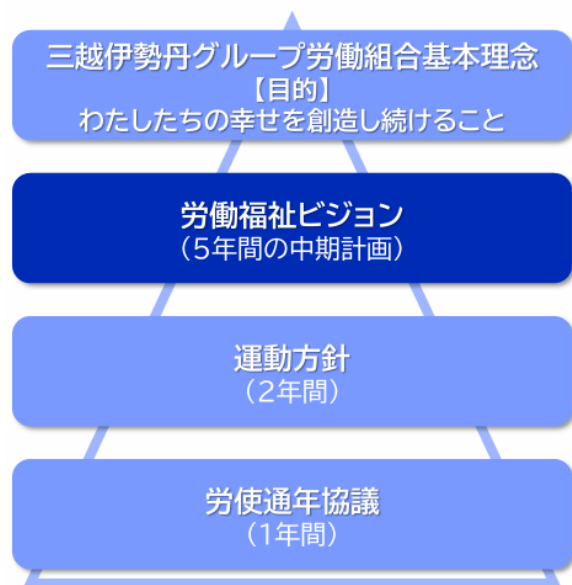 三越伊勢丹グループ労働組合基本理念
【目的】
わたしたちの幸せを創造し続けること
労働福祉ビジョン
（5年間の中期計画）
運動方針
（2年間）
労使通年協議
（1年間）